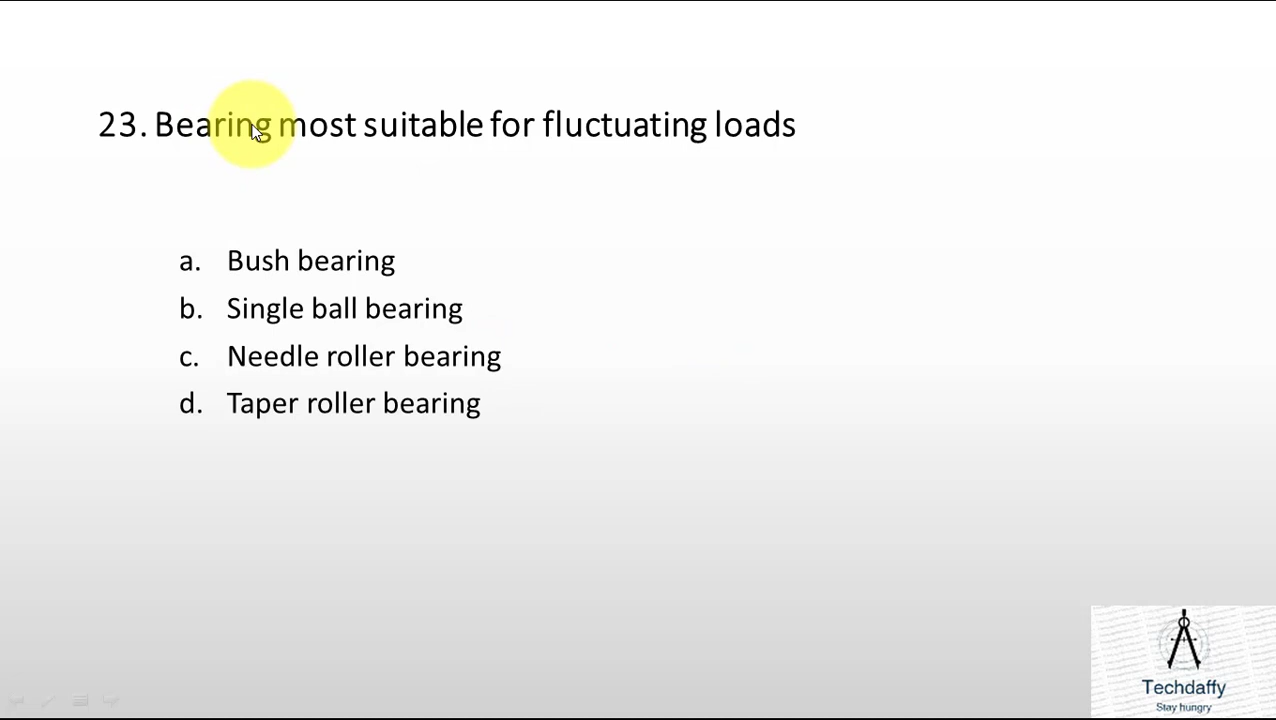 23. Bearing most suitable for fluctuating loads
a. Bush bearing
b. Single ball bearing
c. Needle roller bearing
d. Taper roller bearing
Techdaffy
Stay hungry